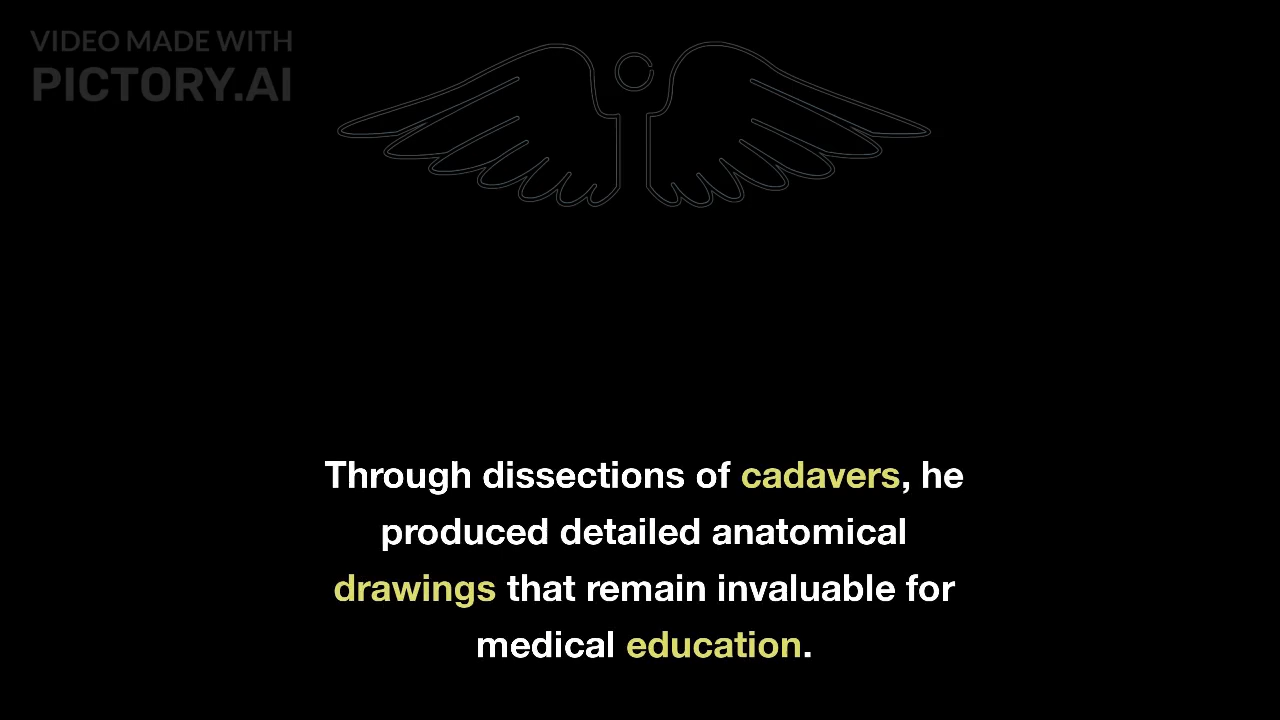 VIDEO MADE WITH
PICTORY.AI
Through dissections of cadavers, he
produced detailed anatomical
drawings that remain invaluable for
medical education.